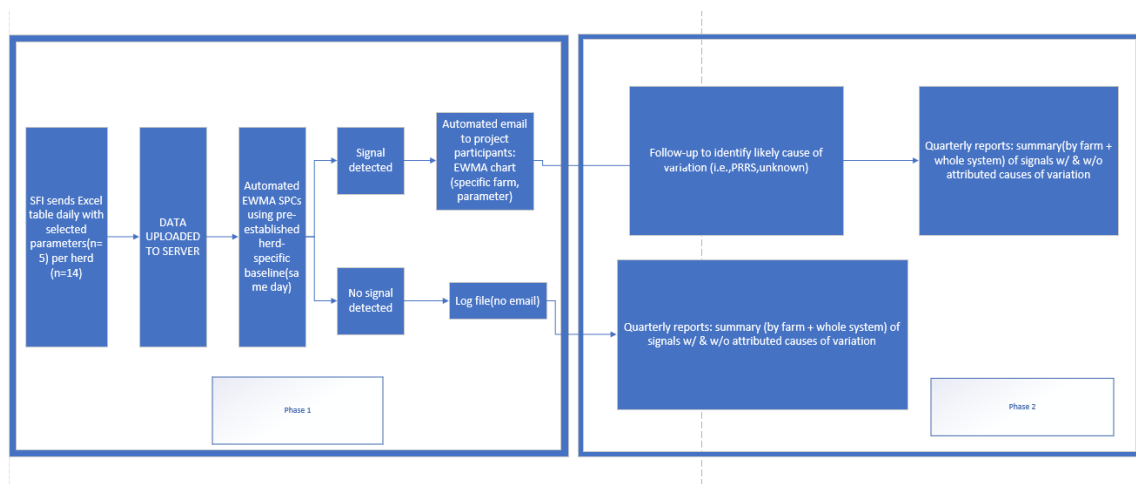 SFI sends Excel
table daily with
selected
parameters(n=
5) per herd
(n=14)
DATA
UPLOADED
TO SERVER
Automated
EWMA SPCs
using pre-
established
herd-
specific
baseline(sa
me day)
Signal
detected
Automated email
to project
participants:
EWMA chart
(specific farm,
parameter)
No signal
detected
Log file(no email)
Phase 1
Follow-up to identify likely cause of
variation (i.e.,PRRS,unknown)
Quarterly reports: summary(by farm +
whole system) of signals w/ & w/o
attributed causes of variation
Quarterly reports: summary (by farm + whole system) of
signals w/ & w/o attributed causes of variation
Phase 2